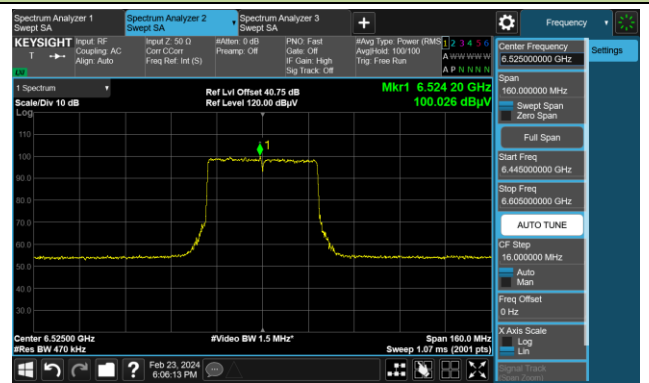 Spectrum Analyzer 1
Swept SA
Spectrum Analyzer 2
Swept SA
Spectrum Analyzer 3
Swept SA
Frequency
KEYSIGHT
T
LW
Input: RF
Coupling: AC
Align: Auto
Input Z: 50 Ω
Corr CCorr
Freq Ref: Int (S)
#Atten: 0 dB
Preamp: Off
PNO: Fast
Gate: Off
IF Gain: High
Sig Track: Off
#Avg Type: Power (RMS
Avg|Hold: 100/100
Trig: Free Run
1 2 3 4 5 6
A W W W W W
A P N N N N
1 Spectrum
Scale/Div 10 dB
Log
Ref Lvl Offset 40.75 dB
Ref Level 120.00 dBµV
Mkr1 6.524 20 GHz
100.026 dBµV
1
110
100
90.0
80.0
70.0
60.0
50.0
40.0
30.0
Center 6.52500 GHz
#Res BW 470 kHz
#Video BW 1.5 MHz*
Span 160.0 MHz
Sweep 1.07 ms (2001 pts)
Feb 23, 2024
6:06:13 PM
?
Center Frequency
6.525000000 GHz
Settings
Span
160.000000 MHz
Swept Span
Zero Span
Full Span
Start Freq
6.445000000 GHz
Stop Freq
6.605000000 GHz
AUTO TUNE
CF Step
16.000000 MHz
Auto
Man
Freq Offset
0 Hz
X Axis Scale
Log
Lin
Signal Track
(Span Zoom)